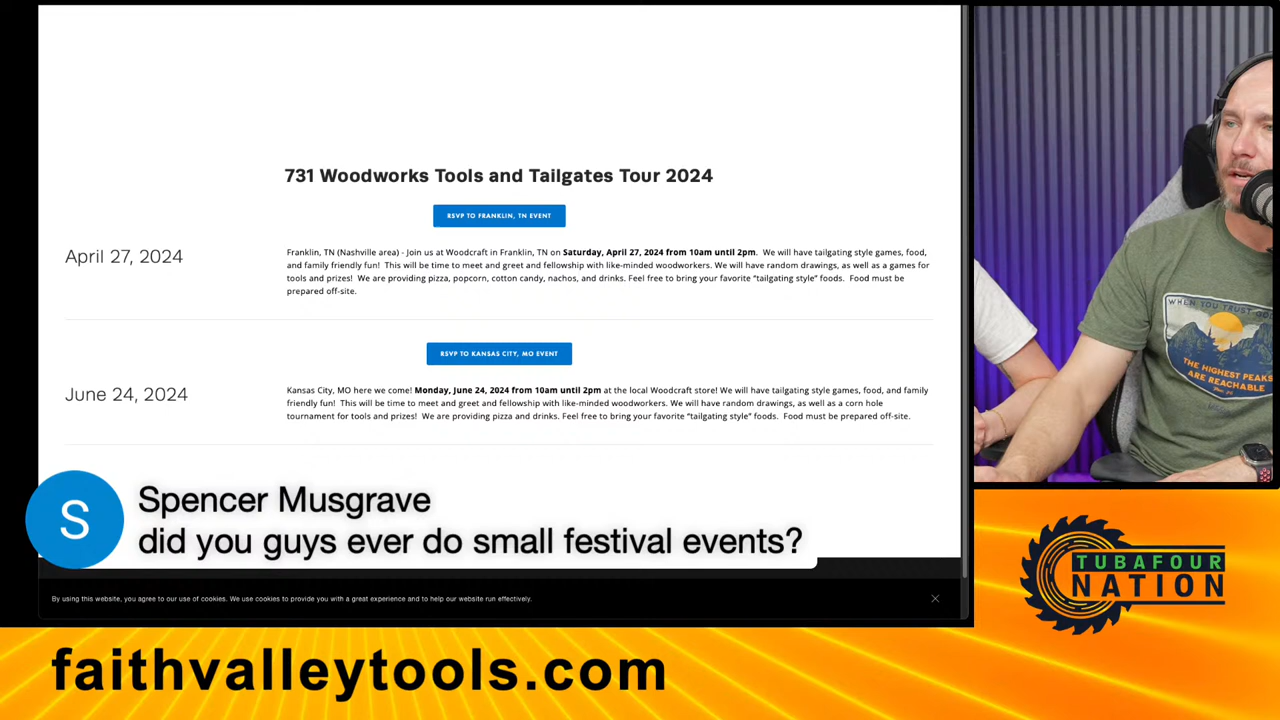 731 Woodworks Tools and Tailgates Tour 2024
RSVP TO FRANKLIN, TN EVENT
April 27, 2024
Franklin, TN (Nashville area) - Join us at Woodcraft in Franklin, TN on Saturday, April 27, 2024 from 10am until 2pm. We will have tailgating style games, food,
and family friendly fun! This will be time to meet and greet and fellowship with like-minded woodworkers. We will have random drawings, as well as a games for
tools and prizes! We are providing pizza, popcorn, cotton candy, nachos, and drinks. Feel free to bring your favorite “tailgating style” foods. Food must be
prepared off-site.
RSVP TO KANSAS CITY, MO EVENT
June 24, 2024
Kansas City, MO here we come! Monday, June 24, 2024 from 10am until 2pm at the local Woodcraft store! We will have tailgating style games, food, and family
friendly fun! This will be time to meet and greet and fellowship with like-minded woodworkers. We will have random drawings, as well as a corn hole
tournament for tools and prizes! We are providing pizza and drinks. Feel free to bring your favorite “tailgating style” foods. Food must be prepared off-site.
S
Spencer Musgrave
did you guys ever do small festival events?
By using this website, you agree to our use of cookies. We use cookies to provide you with a great experience and to help our website run effectively.
faithvalleytools.com
WHEN YOU TRUST GOD
THE HIGHEST PEAKS
ARE REACHABLE
TUBAFOUR
NATION